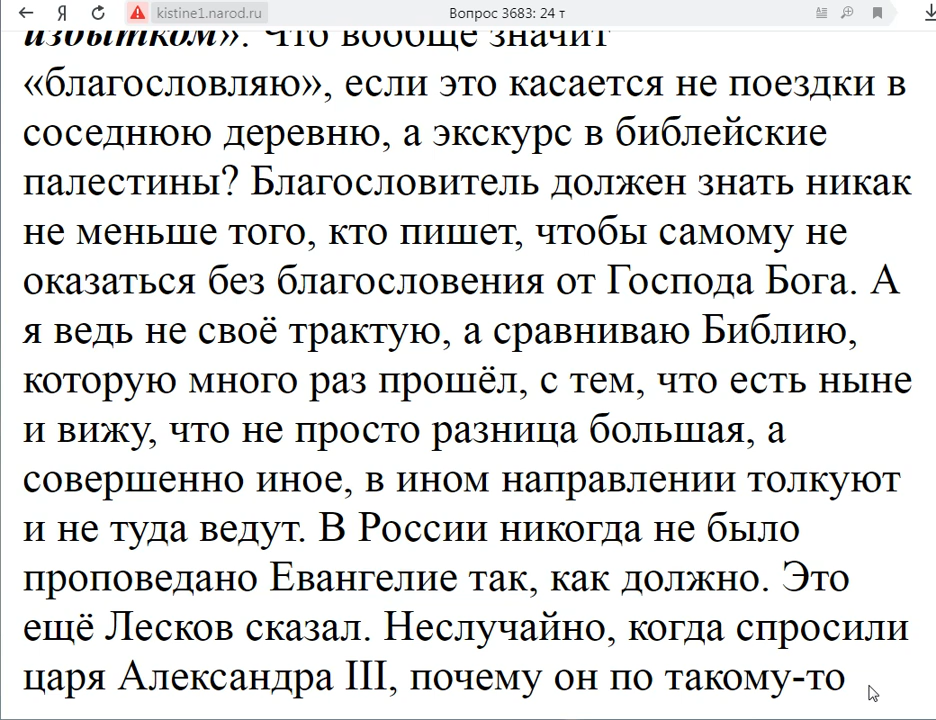 kistine1.narod.ru
Вопрос 3683: 24 т
избытком». Что вообще значит
«благословляю», если это касается не поездки в
соседнюю деревню, а экскурс в библейские
палестины? Благословитель должен знать никак
не меньше того, кто пишет, чтобы самому не
оказаться без благословения от Господа Бога. А
я ведь не своё трактую, а сравниваю Библию,
которую много раз прошёл, с тем, что есть ныне
и вижу, что не просто разница большая, а
совершенно иное, в ином направлении толкуют
и не туда ведут. В России никогда не было
проповедано Евангелие так, как должно. Это
ещё Лесков сказал. Неслучайно, когда спросили
царя Александра III, почему он по такому-то